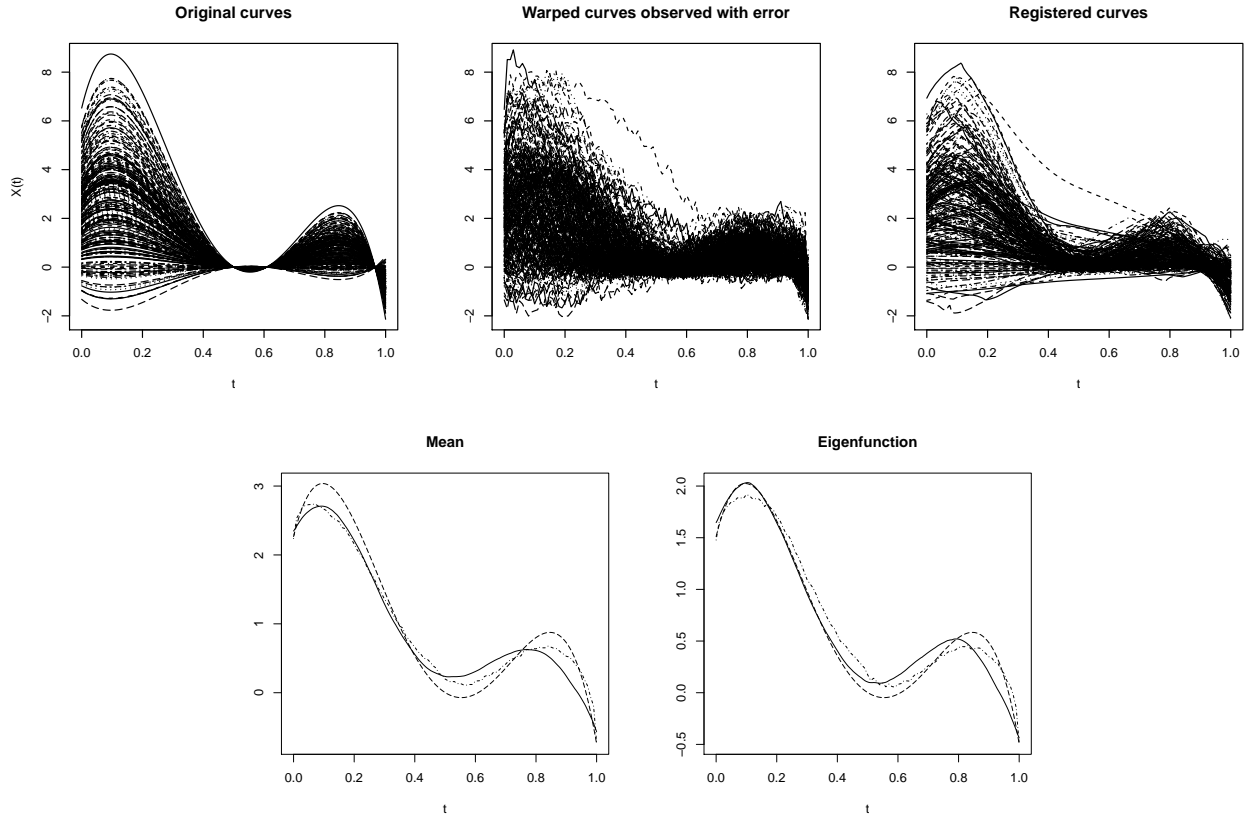 Original curves
Warped curves observed with error
Registered curves
X(t)
8
6
4
2
0
−2
0.0 0.2 0.4 0.6 0.8 1.0
t
8
6
4
2
0
−2
0.0 0.2 0.4 0.6 0.8 1.0
t
8
6
4
2
0
−2
0.0 0.2 0.4 0.6 0.8 1.0
t
Mean
Eigenfunction
3
2
1
0
0.0 0.2 0.4 0.6 0.8 1.0
t
2.0
1.5
1.0
0.5
0.0
−0.5
0.0 0.2 0.4 0.6 0.8 1.0
t